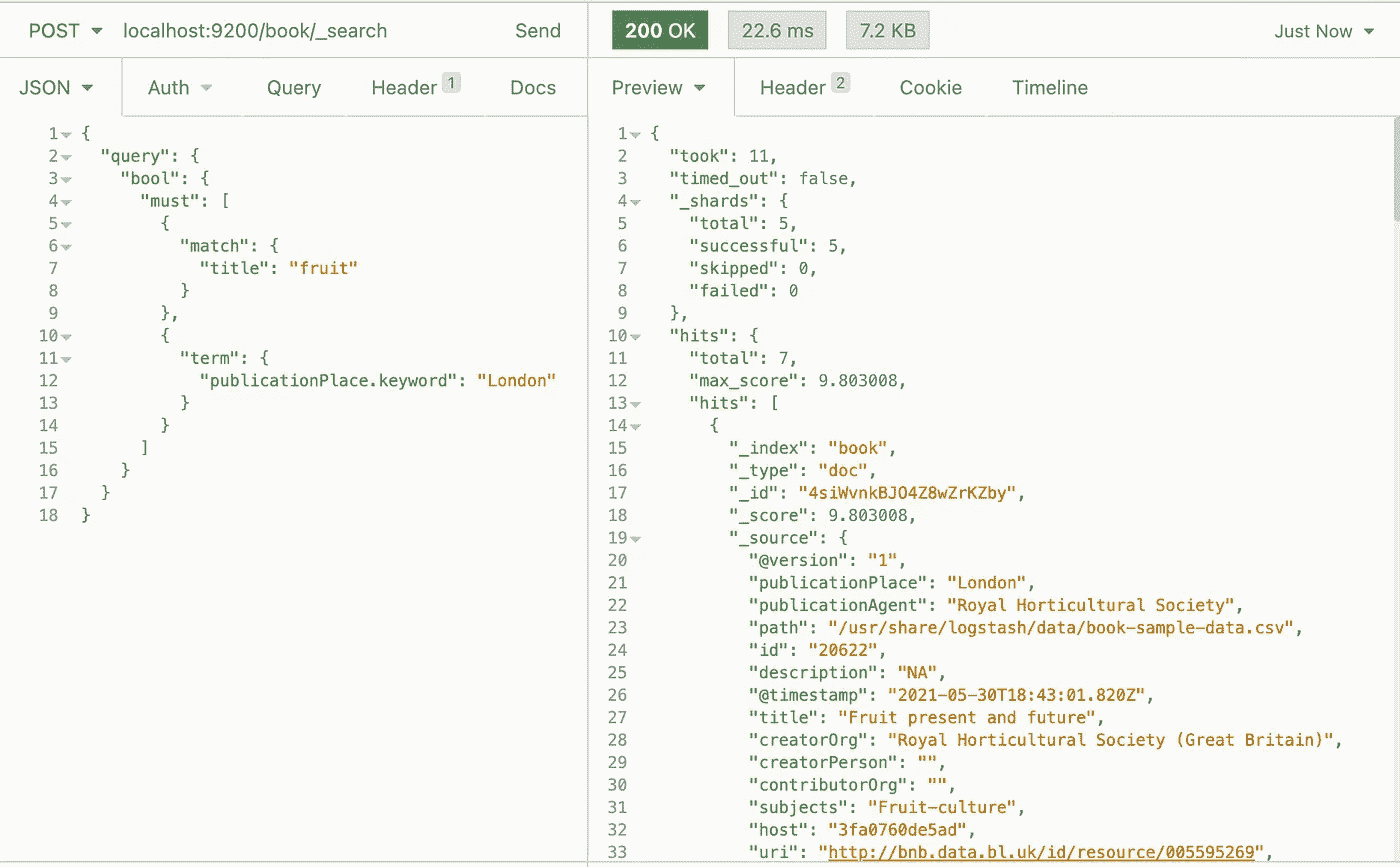 POST localhost:9200/book/_search Send
JSON Auth Query Header 1 Docs
1 {
2 "query": {
3 "bool": {
4 "must": [
5 {
6 "match": {
7 "title": "fruit"
8 }
9 },
10 {
11 "term": {
12 "publicationPlace.keyword": "London"
13 }
14 }
15 ]
16 }
17 }
18 }
200 OK 22.6 ms 7.2 KB Just Now
Preview Header 2 Cookie Timeline
1 {
2 "took": 11,
3 "timed_out": false,
4 "_shards": {
5 "total": 5,
6 "successful": 5,
7 "skipped": 0,
8 "failed": 0
9 },
10 "hits": {
11 "total": 7,
12 "max_score": 9.803008,
13 "hits": [
14 {
15 "_index": "book",
16 "_type": "doc",
17 "_id": "4siWvnkBJO4Z8wZrKZby",
18 "_score": 9.803008,
19 "_source": {
20 "@version": "1",
21 "publicationPlace": "London",
22 "publicationAgent": "Royal Horticultural Society",
23 "path": "/usr/share/logstash/data/book-sample-data.csv",
24 "id": "20622",
25 "description": "NA",
26 "@timestamp": "2021-05-30T18:43:01.820Z",
27 "title": "Fruit present and future",
28 "creatorOrg": "Royal Horticultural Society (Great Britain)",
29 "creatorPerson": "",
30 "contributorOrg": "",
31 "subjects": "Fruit-culture",
32 "host": "3fa0760de5ad",
33 "uri": "http://bnb.data.bl.uk/id/resource/005595269",